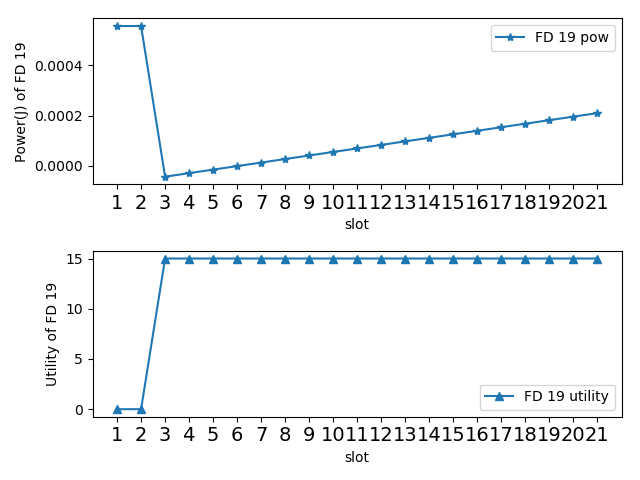 Power(J) of FD 19
0.0004
0.0002
0.0000
FD 19 pow
1 2 3 4 5 6 7 8 9 10 11 12 13 14 15 16 17 18 19 20 21
slot
Utility of FD 19
15
10
5
0
FD 19 utility
1 2 3 4 5 6 7 8 9 10 11 12 13 14 15 16 17 18 19 20 21
slot